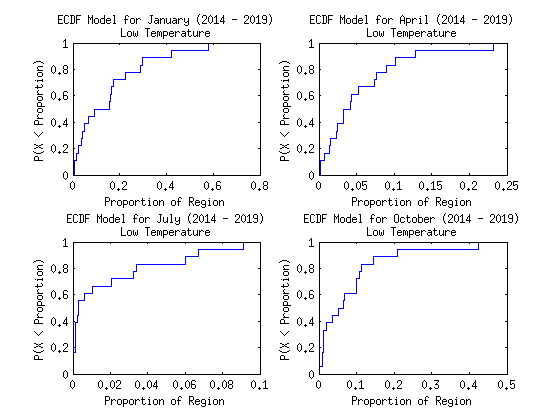 ECDF Model for January (2014 - 2019)
Low Temperature
1
0.8
0.6
0.4
0.2
0
P(X < Proportion)
0 0.2 0.4 0.6 0.8
Proportion of Region
ECDF Model for April (2014 - 2019)
Low Temperature
1
0.8
0.6
0.4
0.2
0
P(X < Proportion)
0 0.05 0.1 0.15 0.2 0.25
Proportion of Region
ECDF Model for July (2014 - 2019)
Low Temperature
1
0.8
0.6
0.4
0.2
0
P(X < Proportion)
0 0.02 0.04 0.06 0.08 0.1
Proportion of Region
ECDF Model for October (2014 - 2019)
Low Temperature
1
0.8
0.6
0.4
0.2
0
P(X < Proportion)
0 0.1 0.2 0.3 0.4 0.5
Proportion of Region